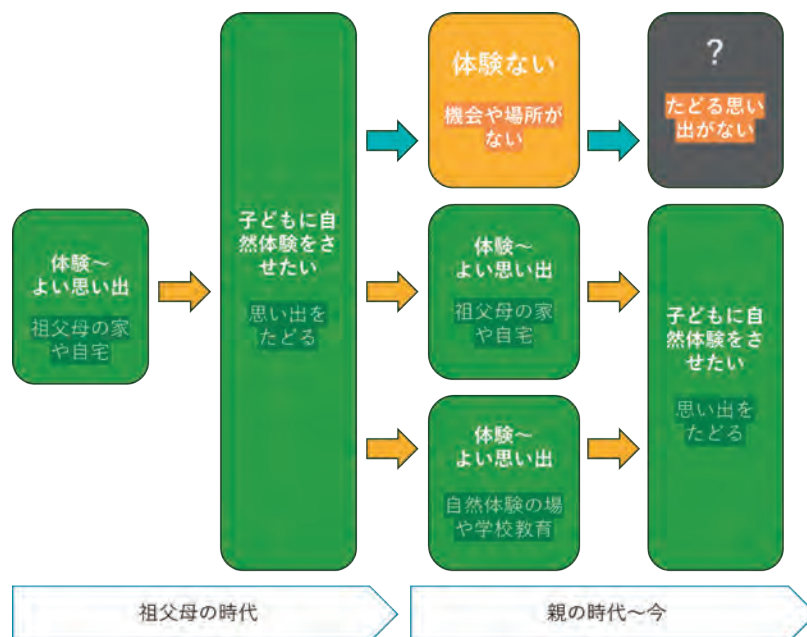 体験～
よい思い出
祖父母の家
や自宅
子どもに自
然体験をさ
せたい
思い出を
たどる
体験ない
機会や場所が
ない
?
たどる思い
出がない
体験～
よい思い出
祖父母の家
や自宅
体験～
よい思い出
自然体験の場
や学校教育
子どもに自
然体験をさ
せたい
思い出を
たどる
祖父母の時代
親の時代～今